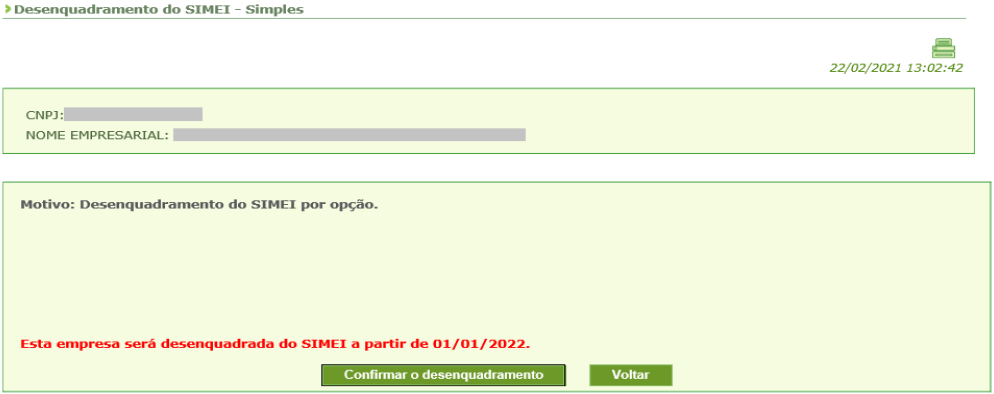 Desenquadramento do SIMEI - Simples
22/02/2021 13:02:42
CNPJ:
NOME EMPRESARIAL:
Motivo: Desenquadramento do SIMEI por opção.
Esta empresa será desenquadrada do SIMEI a partir de 01/01/2022.
Confirmar o desenquadramento Voltar